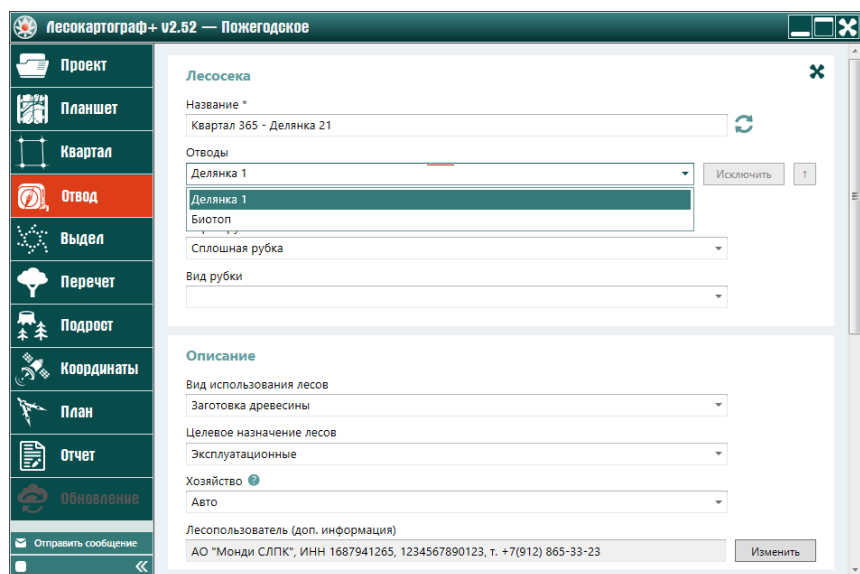 Лесокартограф+ v2.52 — Пожегодское
Проект
Планшет
Квартал
Отвод
Выдел
Перечет
Подрост
Координаты
План
Отчет
Обновление
Отправить сообщение
Лесосека
Название *
Квартал 365 - Делянка 21
Отводы
Делянка 1
Исключить ↑
Делянка 1
Биотоп
Сплошная рубка
Вид рубки
Описание
Вид использования лесов
Заготовка древесины
Целевое назначение лесов
Эксплуатационные
Хозяйство ?
Авто
Лесопользователь (доп. информация)
АО "Монди СЛПК", ИНН 1687941265, 1234567890123, т. +7(912) 865-33-23
Изменить